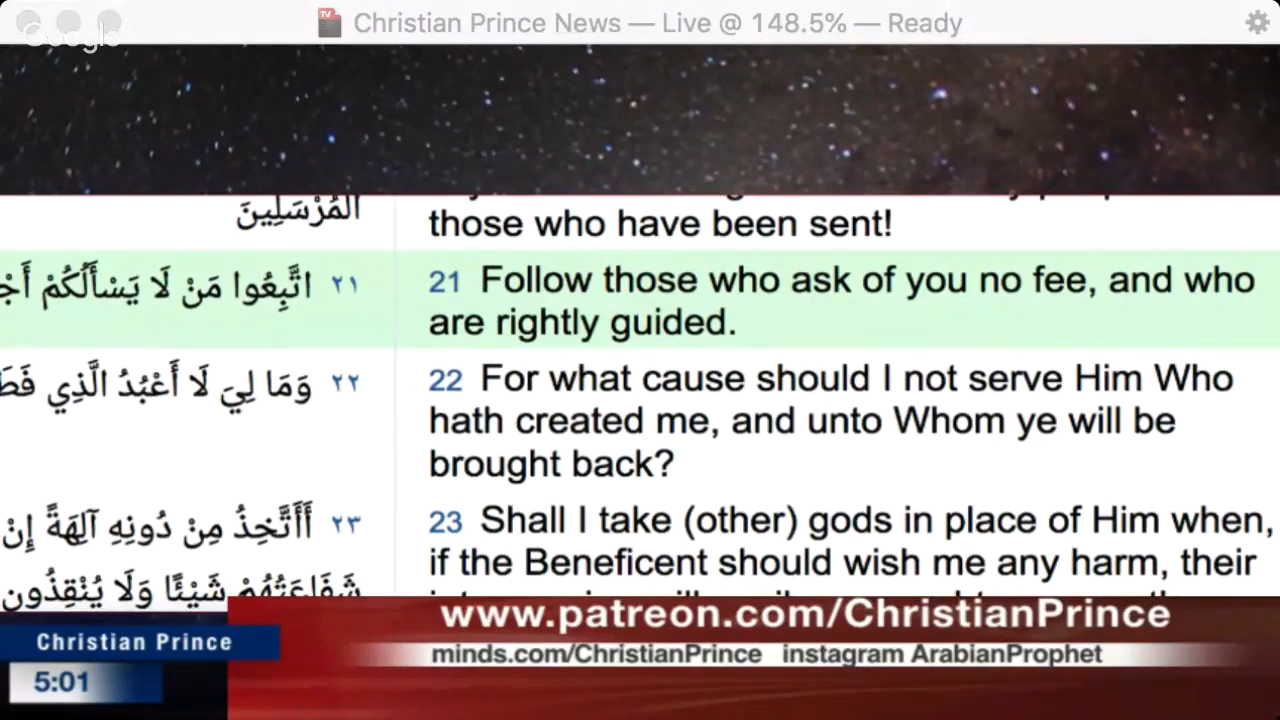 Christian Prince News — Live @ 148.5% — Ready
Google
الْمُرْسَلِينَ
those who have been sent!
٢١ اتَّبِعُوا مَنْ لَا يَسْأَلُكُمْ
21 Follow those who ask of you no fee, and who
are rightly guided.
٢٢ وَمَا لِيَ لَا أَعْبُدُ الَّذِي
22 For what cause should I not serve Him Who
hath created me, and unto Whom ye will be
brought back?
٢٣ أَأَتَّخِذُ مِنْ دُونِهِ آلِهَةً إِنْ
شَفَاعَتُهُمْ شَيْئًا وَلَا يُنْقِذُونِ
23 Shall I take (other) gods in place of Him when,
if the Beneficent should wish me any harm, their
www.patreon.com/ChristianPrince
minds.com/ChristianPrince instagram ArabianProphet
Christian Prince
5:01